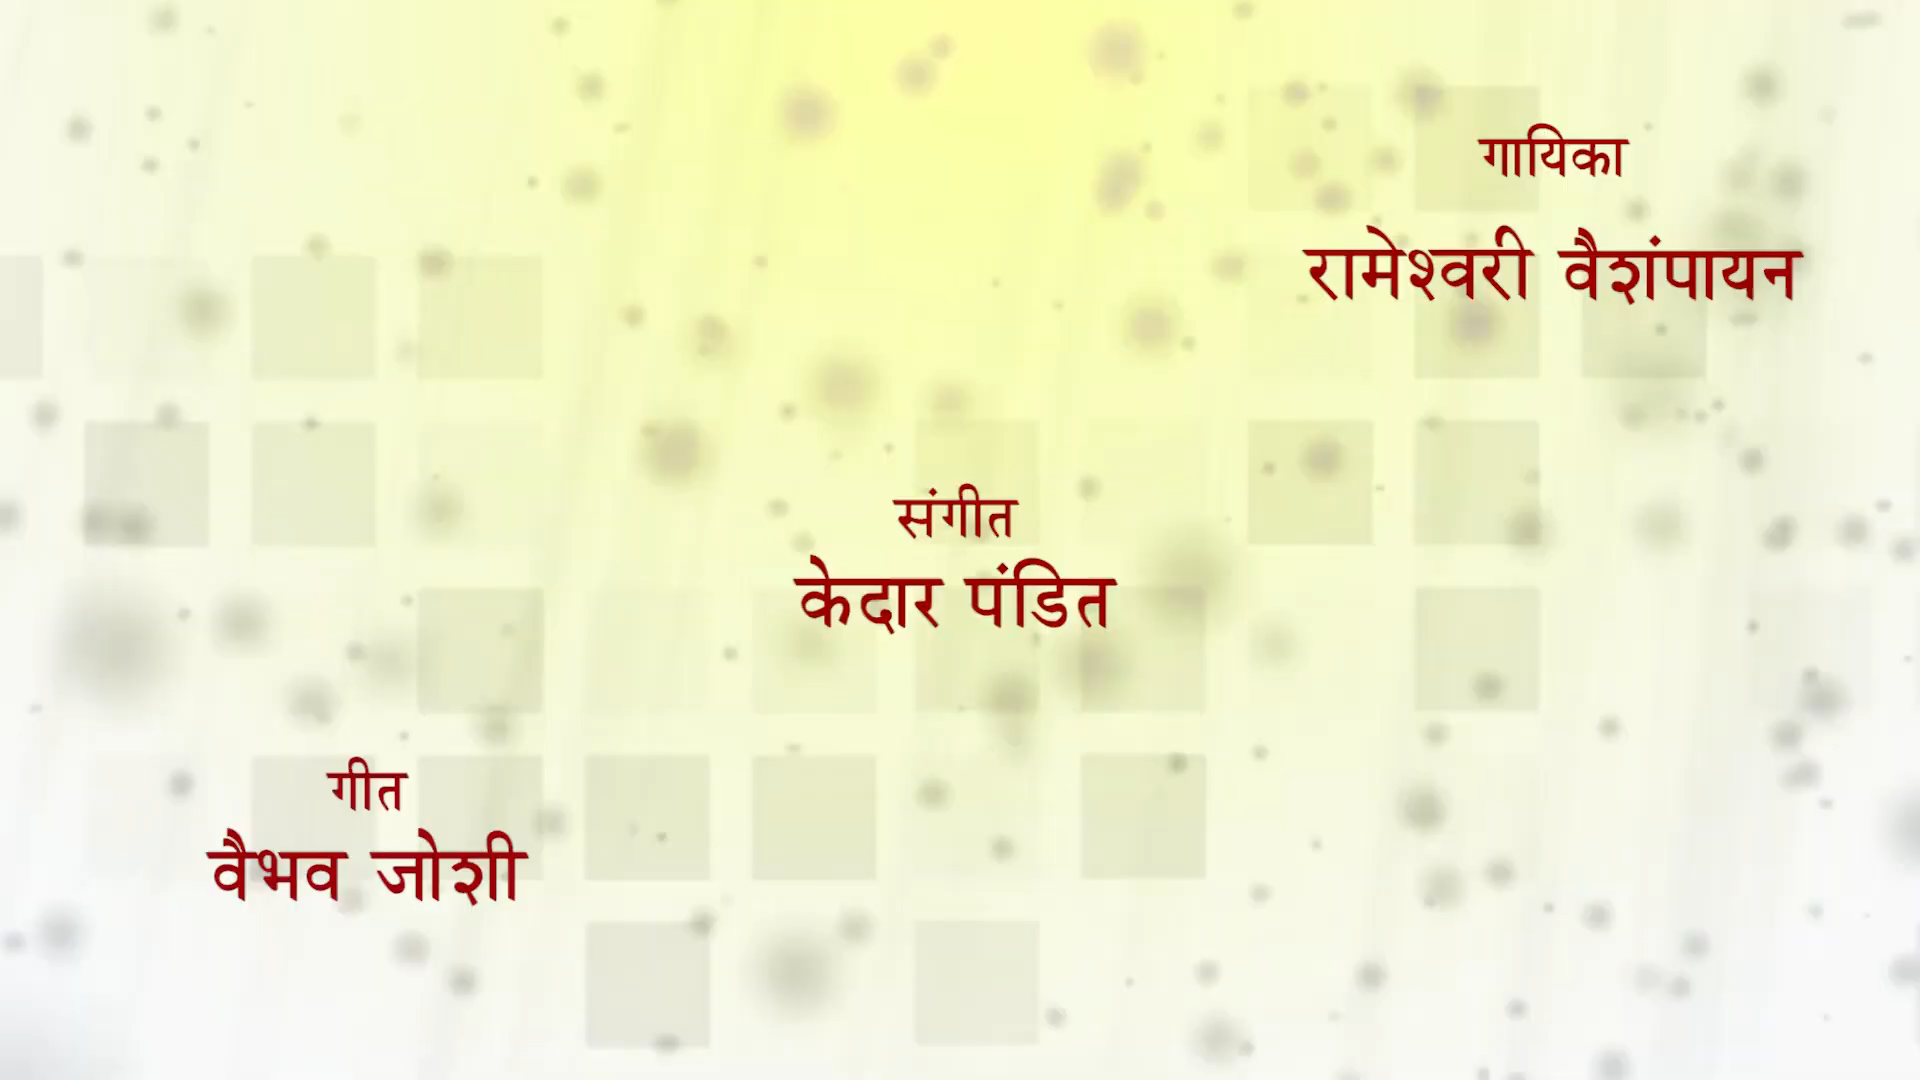 गायिका
रामेश्वरी वैशंपायन
संगीत
केदार पंडित
गीत
वैभव जोशी